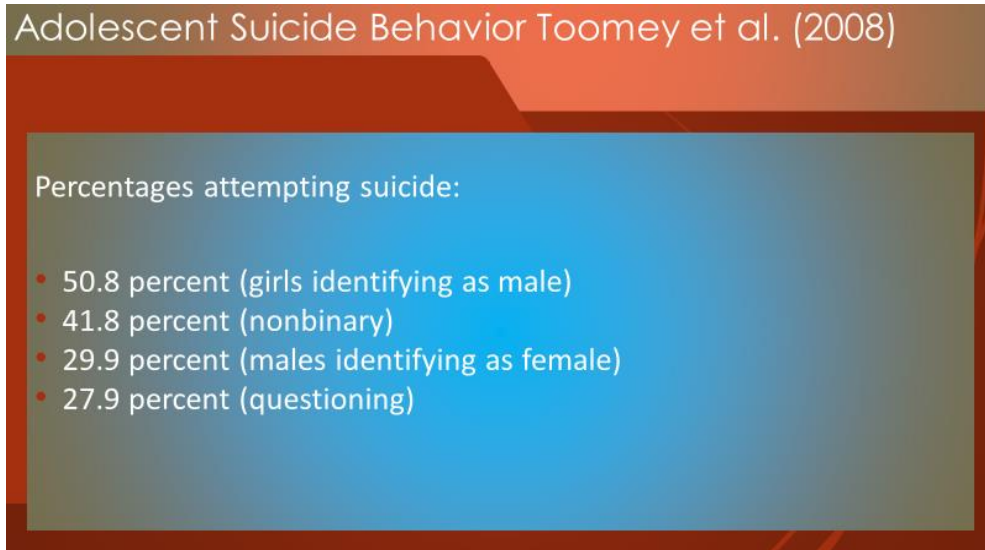 Adolescent Suicide Behavior Toomey et al. (2008)
Percentages attempting suicide:
• 50.8 percent (girls identifying as male)
• 41.8 percent (nonbinary)
• 29.9 percent (males identifying as female)
• 27.9 percent (questioning)